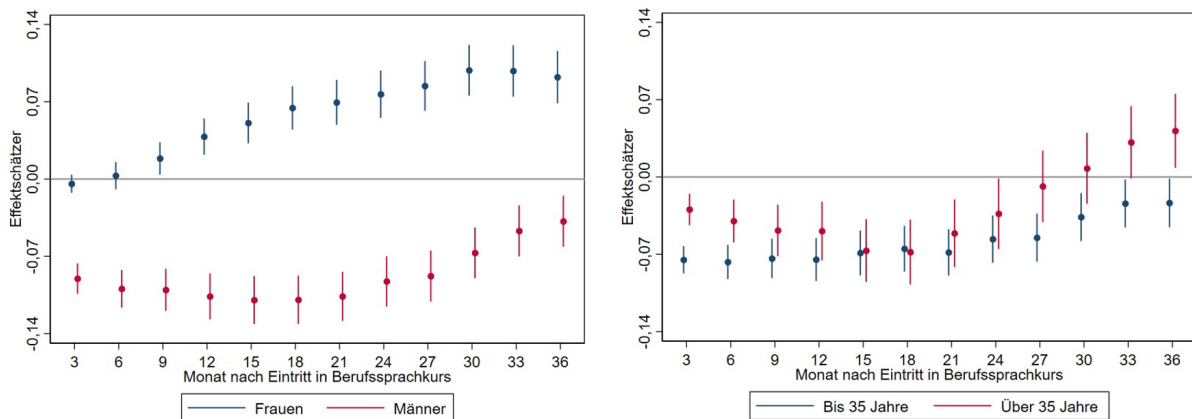 0,14
0,07
0,00
-0,07
-0,14
Effektschätzer
3 6 9 12 15 18 21 24 27 30 33 36
Monat nach Eintritt in Berufssprachkurs
Frauen Männer
0,14
0,07
0,00
-0,07
-0,14
Effektschätzer
3 6 9 12 15 18 21 24 27 30 33 36
Monat nach Eintritt in Berufssprachkurs
Bis 35 Jahre Über 35 Jahre